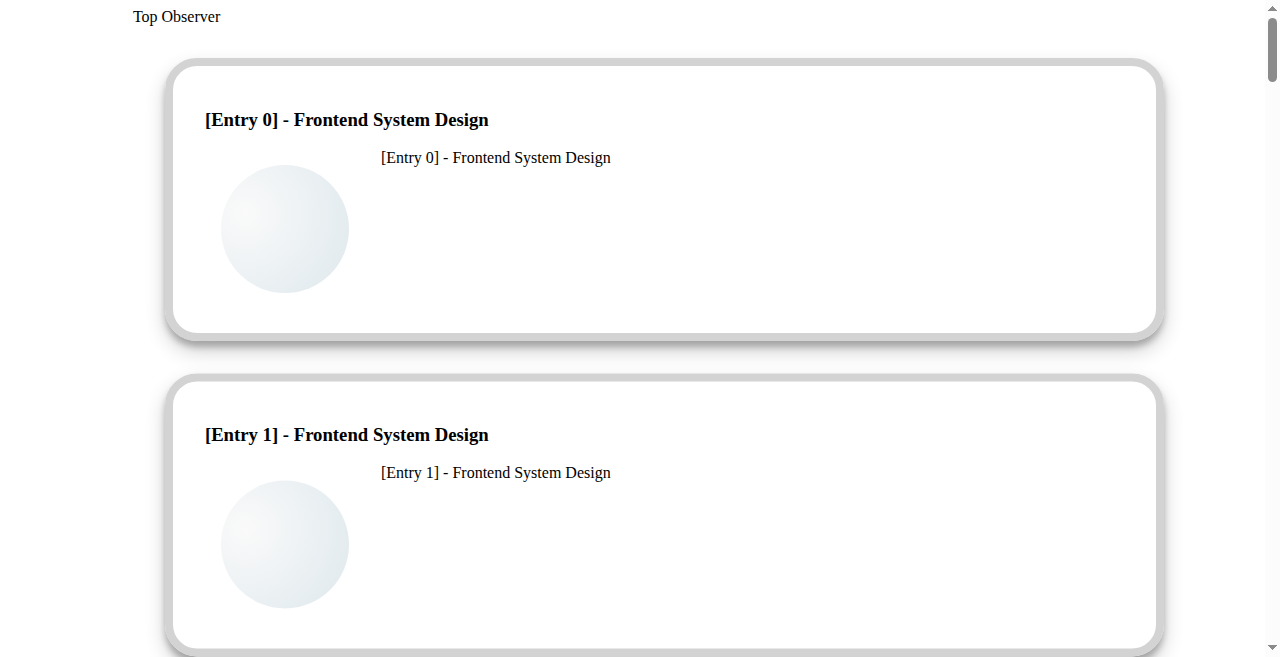 Top Observer
[Entry 0] - Frontend System Design
[Entry 0] - Frontend System Design
[Entry 1] - Frontend System Design
[Entry 1] - Frontend System Design